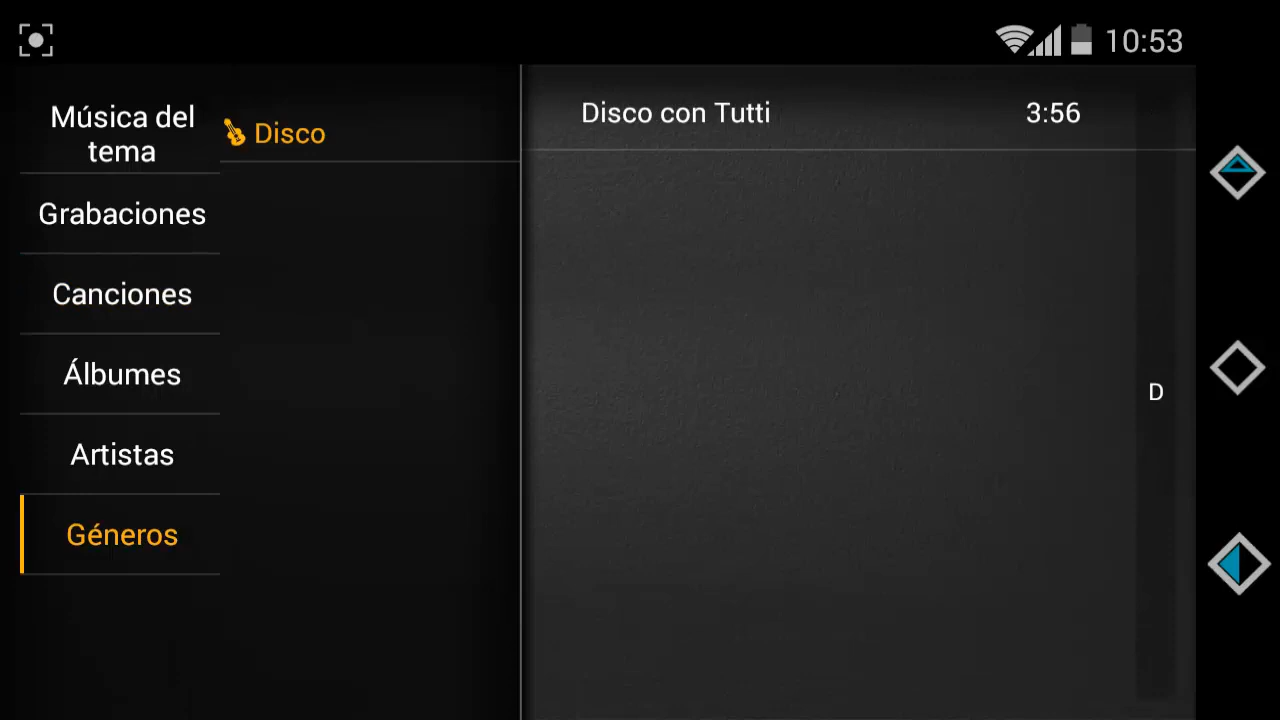 10:53
Música del
tema
Grabaciones
Canciones
Álbumes
Artistas
Géneros
Disco
Disco con Tutti 3:56
D